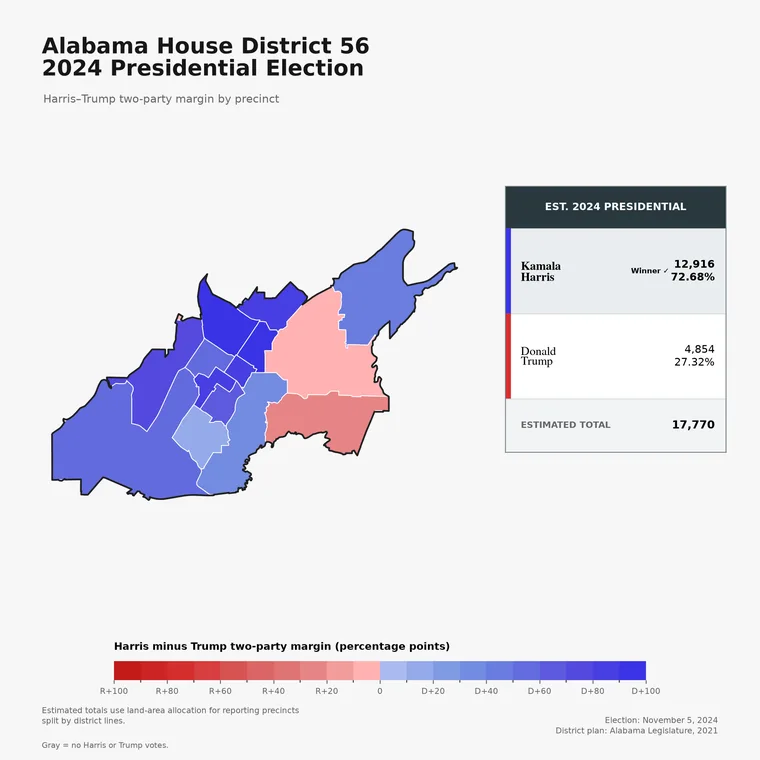 Alabama House District 56
2024 Presidential Election
Harris–Trump two-party margin by precinct
EST. 2024 PRESIDENTIAL
Kamala
Harris
Winner ✓
12,916
72.68%
Donald
Trump
4,854
27.32%
ESTIMATED TOTAL
17,770
Harris minus Trump two-party margin (percentage points)
R+100 R+80 R+60 R+40 R+20 0 D+20 D+40 D+60 D+80 D+100
Estimated totals use land-area allocation for reporting precincts
split by district lines.
Gray = no Harris or Trump votes.
Election: November 5, 2024
District plan: Alabama Legislature, 2021